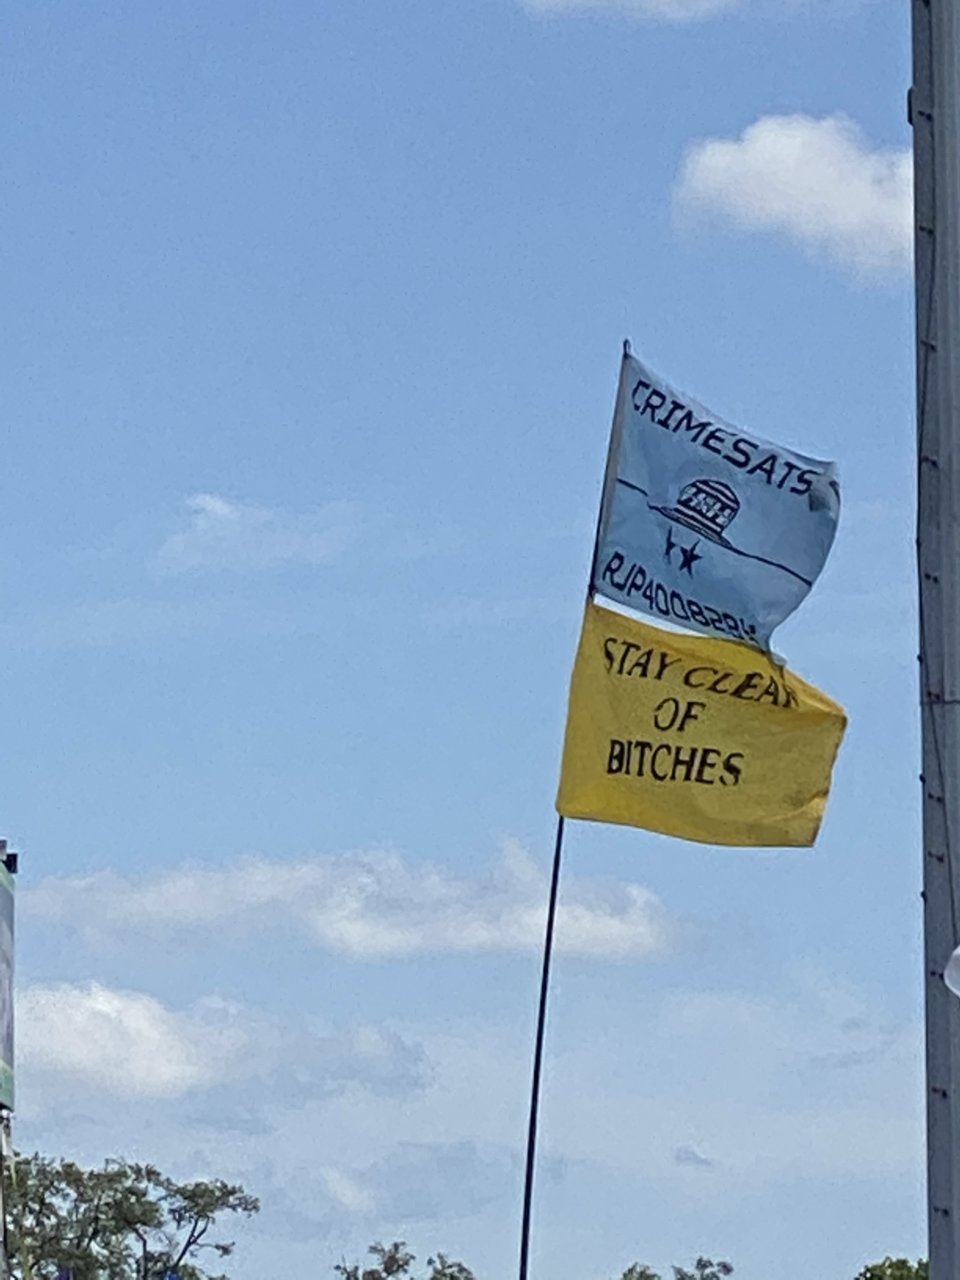 CRIMESATS
STAY CLEAR
OF
BITCHES